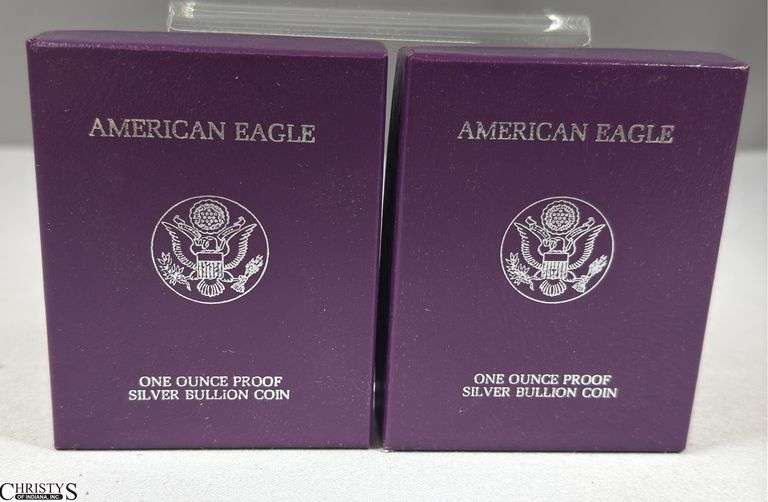 AMERICAN EAGLE
ONE OUNCE PROOF
SILVER BULLION COIN
AMERICAN EAGLE
ONE OUNCE PROOF
SILVER BULLION COIN
CHRISTY'S
OF INDIANA, INC.